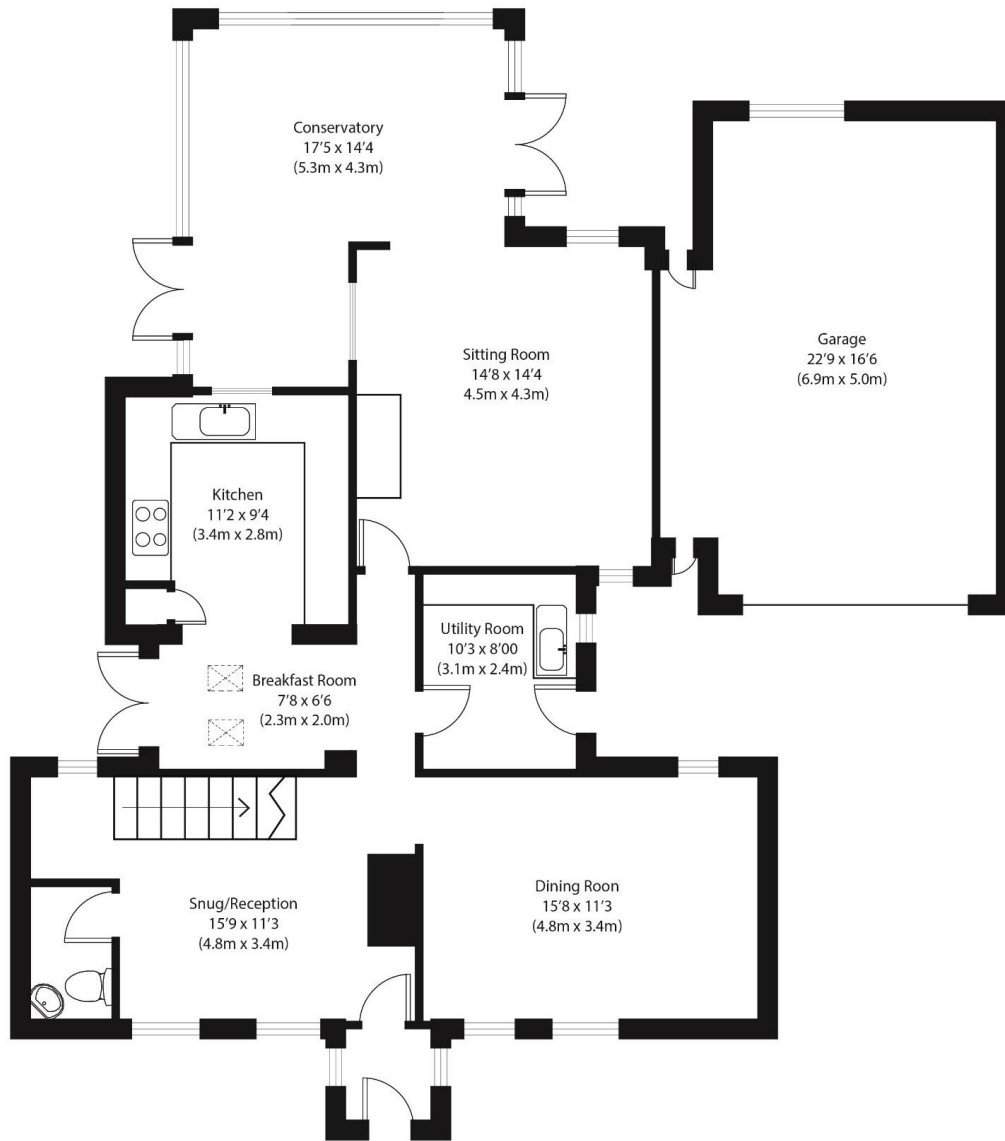 Conservatory
17'5 x 14'4
(5.3m x 4.3m)
Garage
22'9 x 16'6
(6.9m x 5.0m)
Sitting Room
14'8 x 14'4
4.5m x 4.3m)
Kitchen
11'2 x 9'4
(3.4m x 2.8m)
Utility Room
10'3 x 8'00
(3.1m x 2.4m)
Breakfast Room
7'8 x 6'6
(2.3m x 2.0m)
Snug/Reception
15'9 x 11'3
(4.8m x 3.4m)
Dining Roon
15'8 x 11'3
(4.8m x 3.4m)